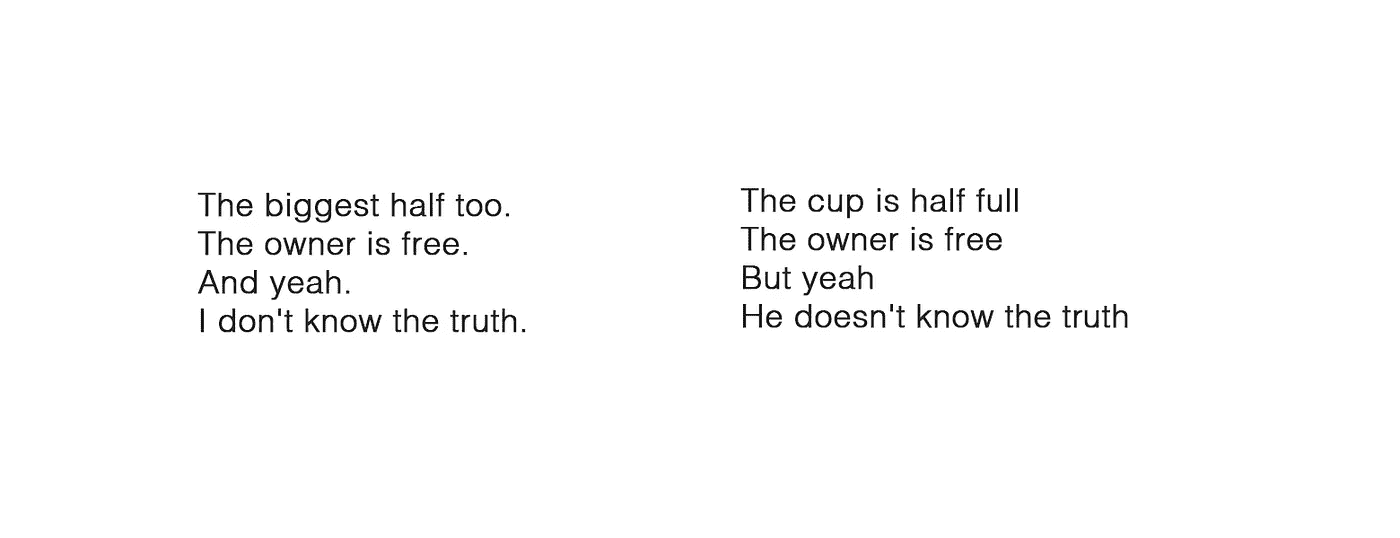 The biggest half too.
The owner is free.
And yeah.
I don't know the truth.
The cup is half full
The owner is free
But yeah
He doesn't know the truth